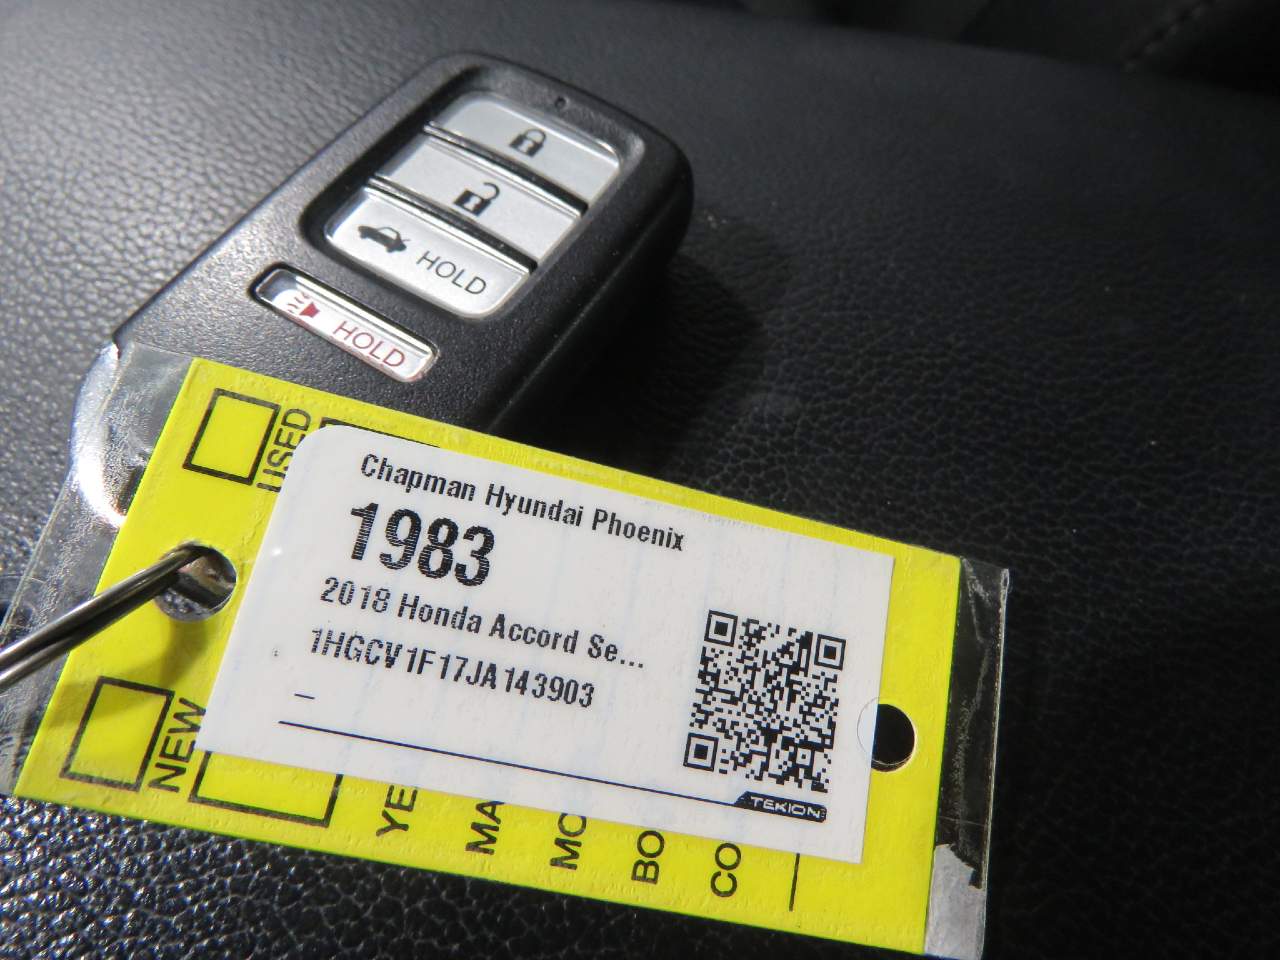 HOLD
HOLD
USED
Chapman Hyundai Phoenix
1983
2018 Honda Accord Se...
1HGCV1F17JA143903
_
TEKION
NEW
YE
MA
MO
BO
CO